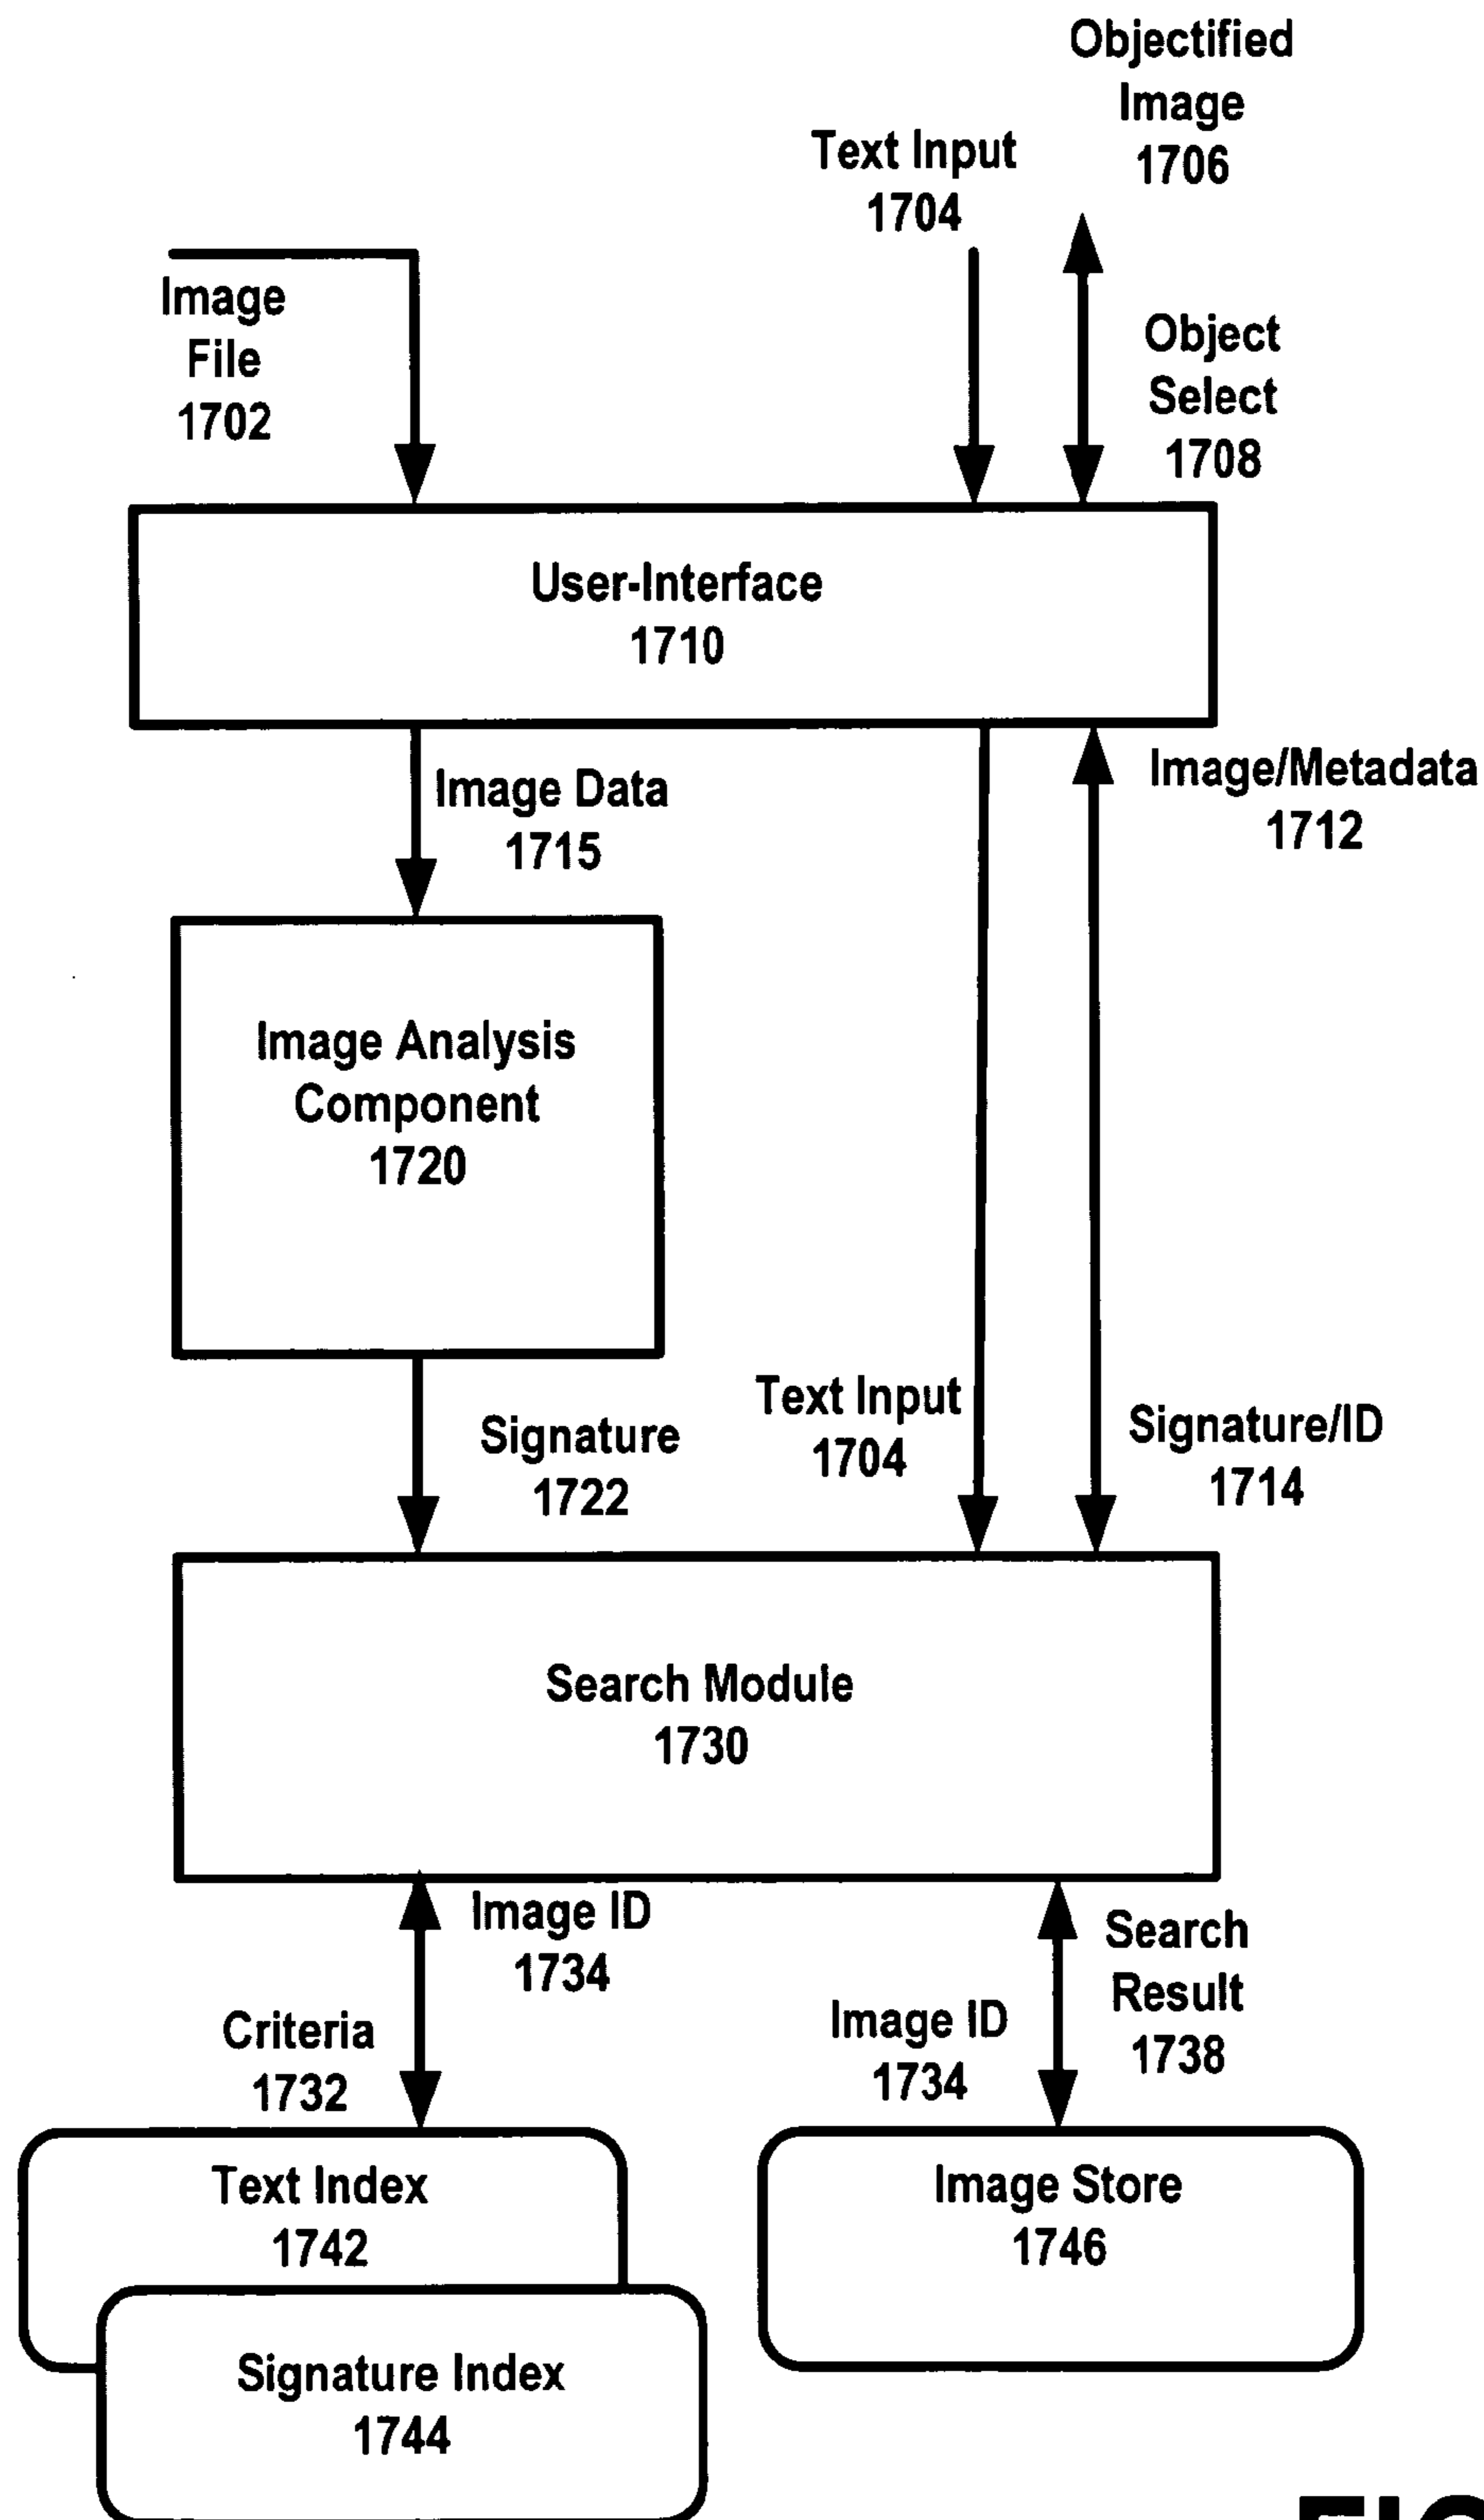 Objectified
Image
1706
Text Input
1704
Image
File
1702
Object
Select
1708
User-Interface
1710
Image Data
1715
Image/Metadata
1712
Image Analysis
Component
1720
Text Input
1704
Signature/ID
1714
Signature
1722
Search Module
1730
Image ID
1734
Search
Result
1738
Criteria
1732
Image ID
1734
Text Index
1742
Image Store
1746
Signature Index
1744